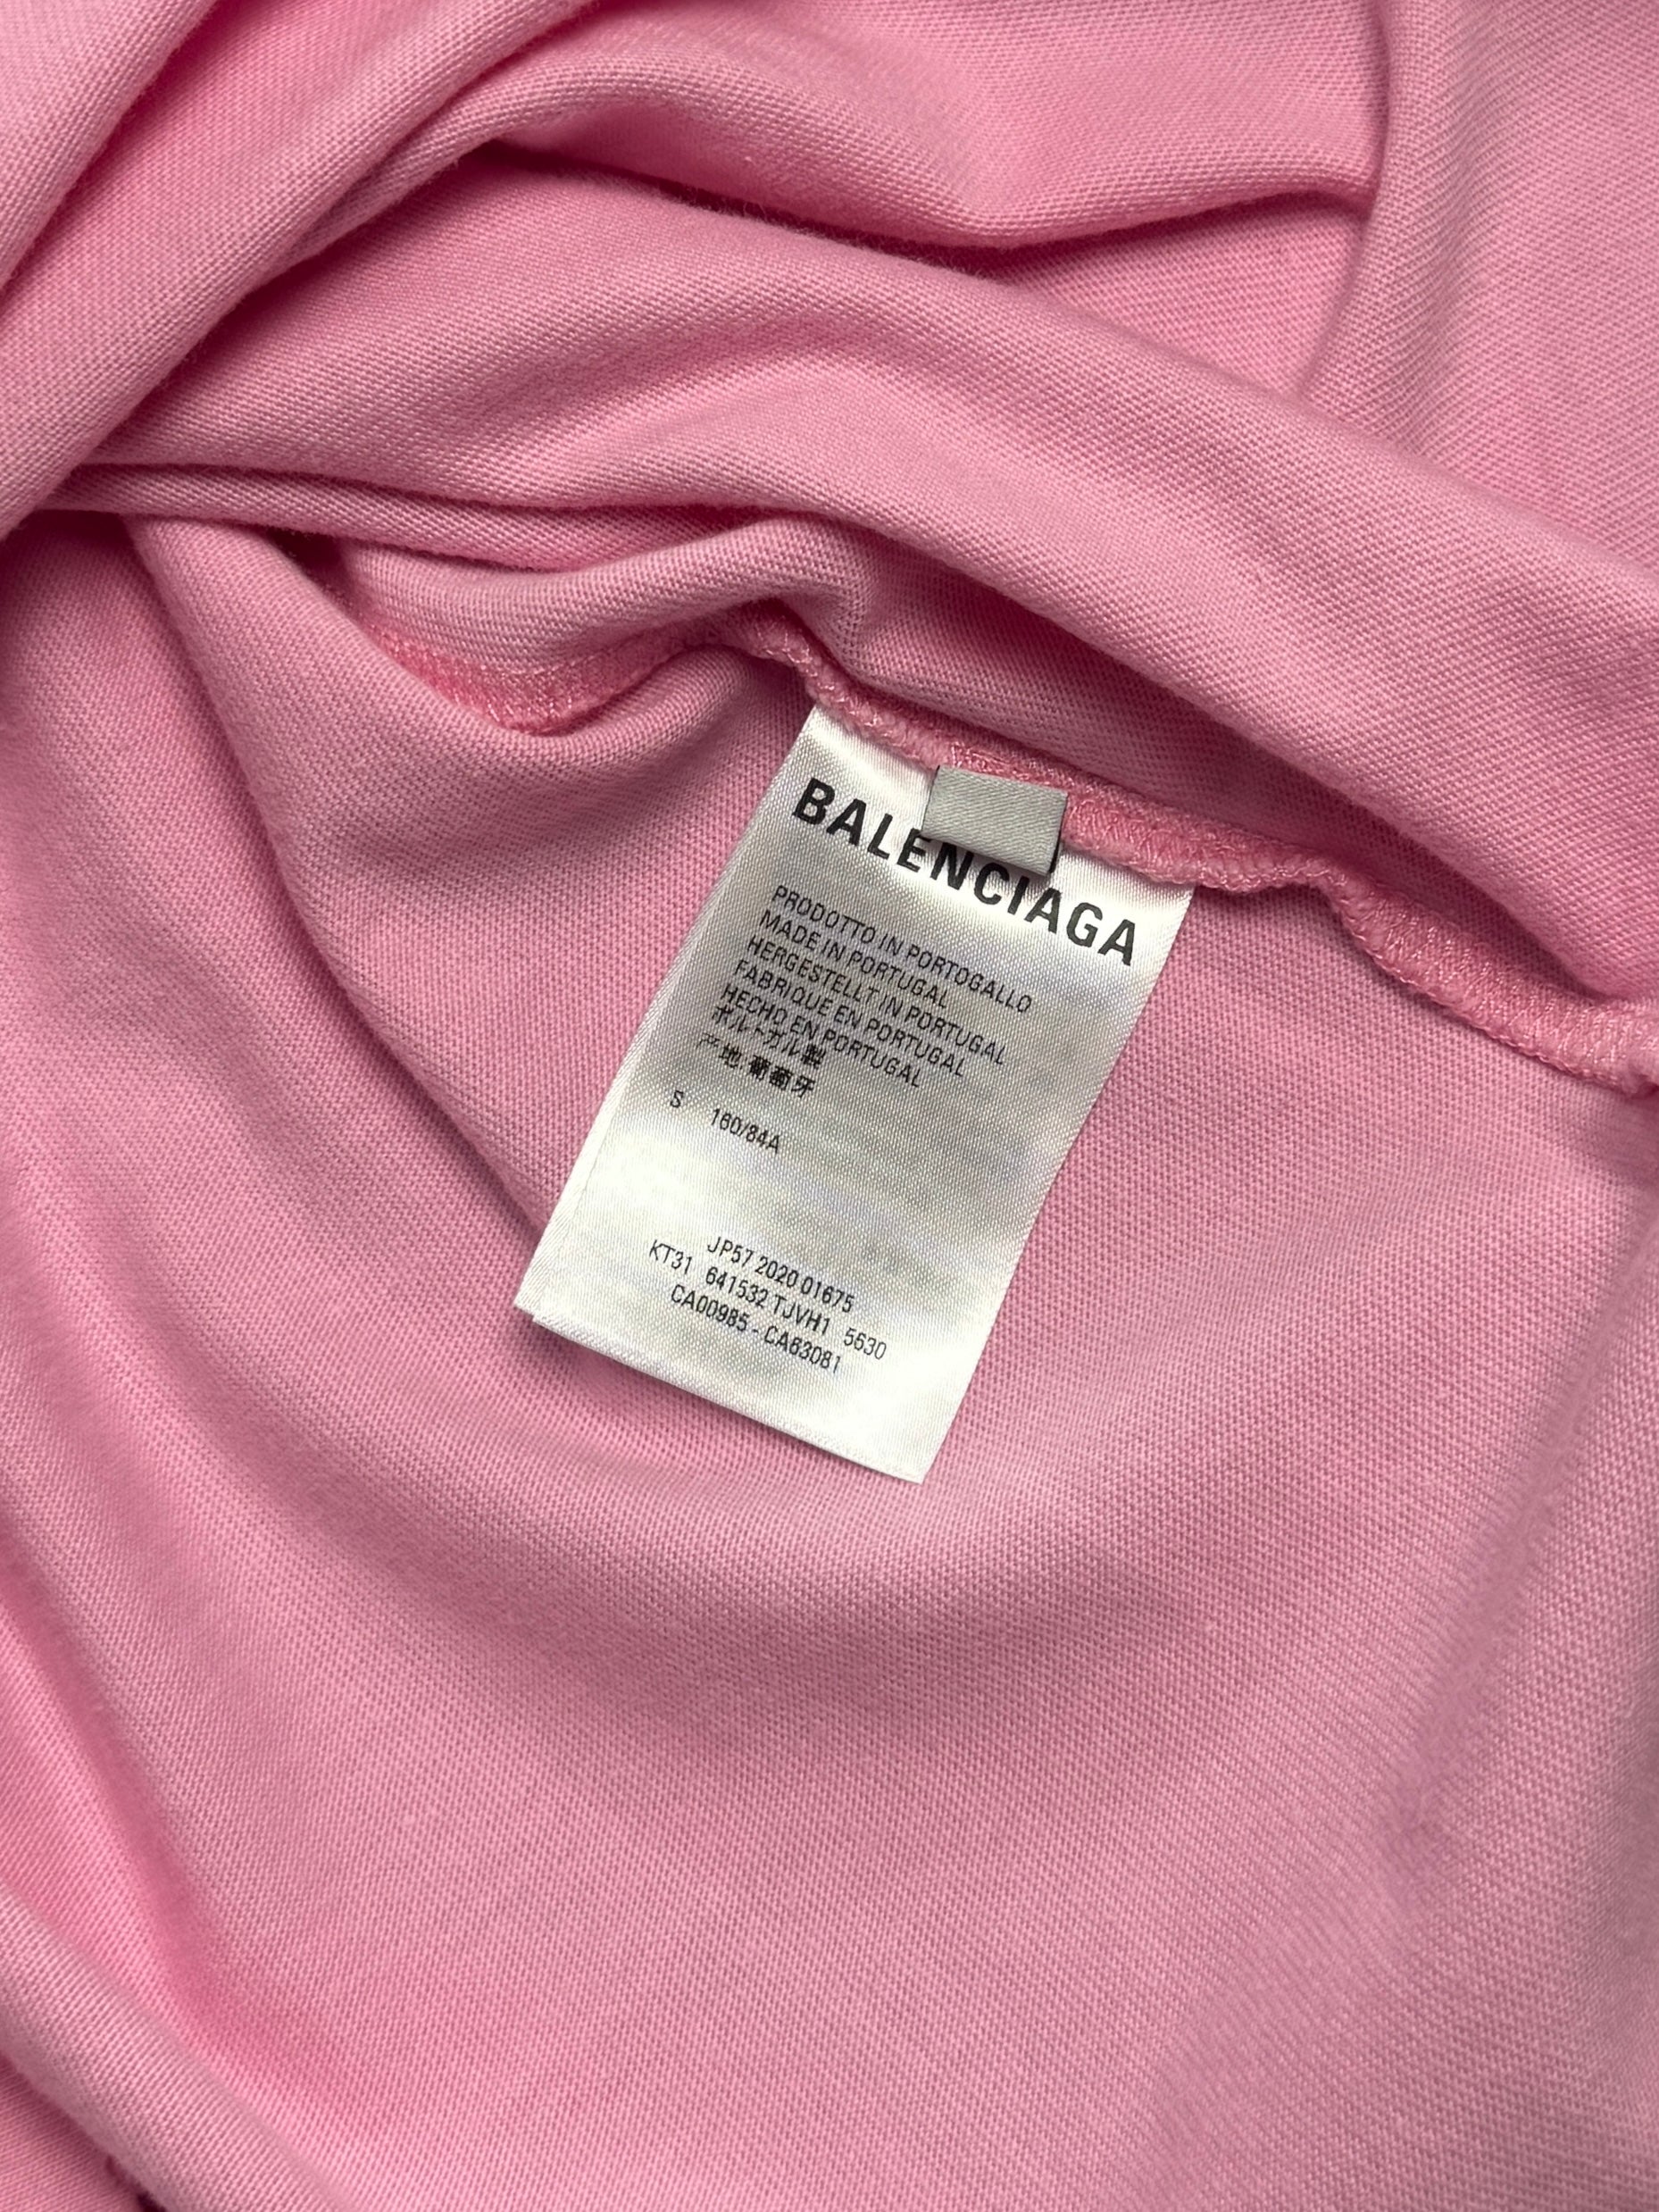 BALENCIAGA
PRODOTTO IN PORTOGALLO
MADE IN PORTUGAL
HERGESTELLT IN PORTUGAL
FABRIQUE EN PORTUGAL
HECHO EN PORTUGAL
ポルトガル製
产地:葡萄牙
S 160/84A
JP57 2020 01675
KT31 641532 TJVH1 5630
CA00985 - CA63081